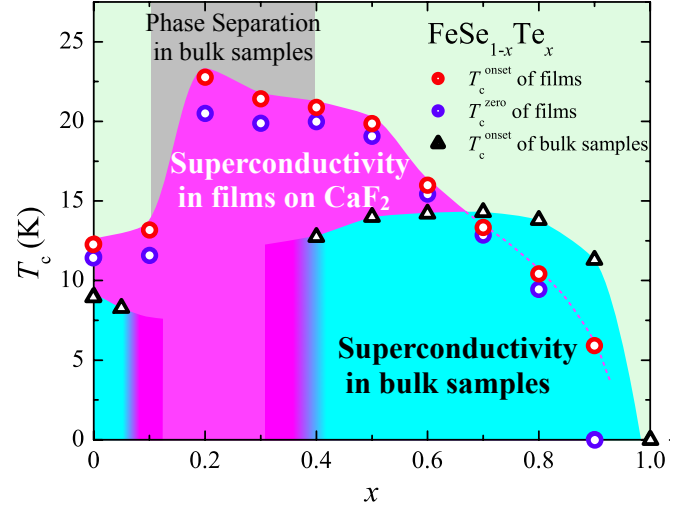 Phase Separation
in bulk samples
FeSe1-xTex
Tc onset of films
Tc zero of films
Tc onset of bulk samples
Superconductivity
in films on CaF2
Superconductivity
in bulk samples
Tc (K)
25
20
15
10
5
0
0 0.2 0.4 0.6 0.8 1.0
x